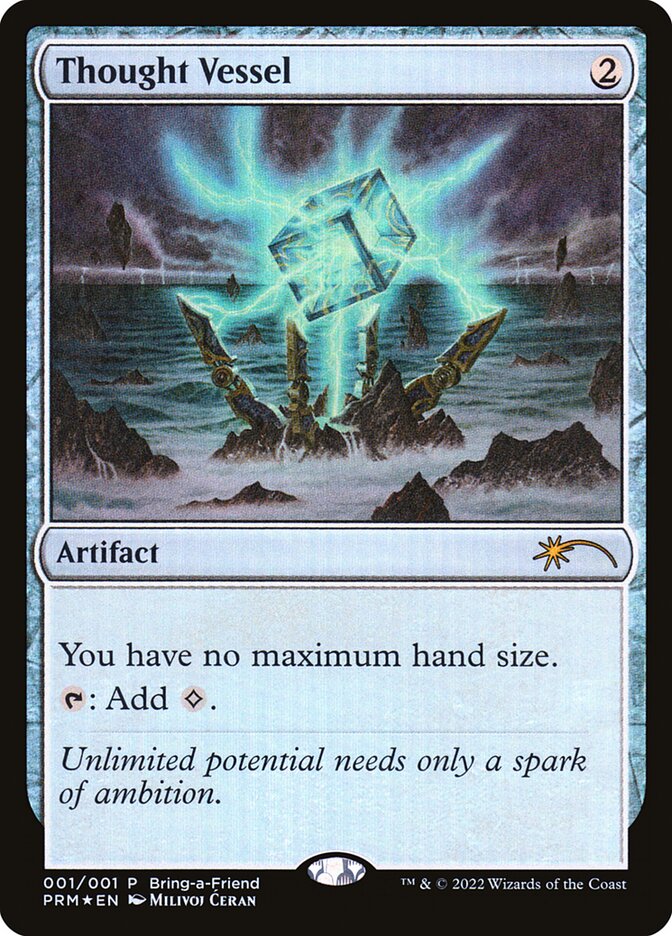 Thought Vessel 2
Artifact
You have no maximum hand size.
: Add .
Unlimited potential needs only a spark
of ambition.
001/001 P Bring-a-Friend
PRM★EN Milivoj Ćeran
™ & © 2022 Wizards of the Coast